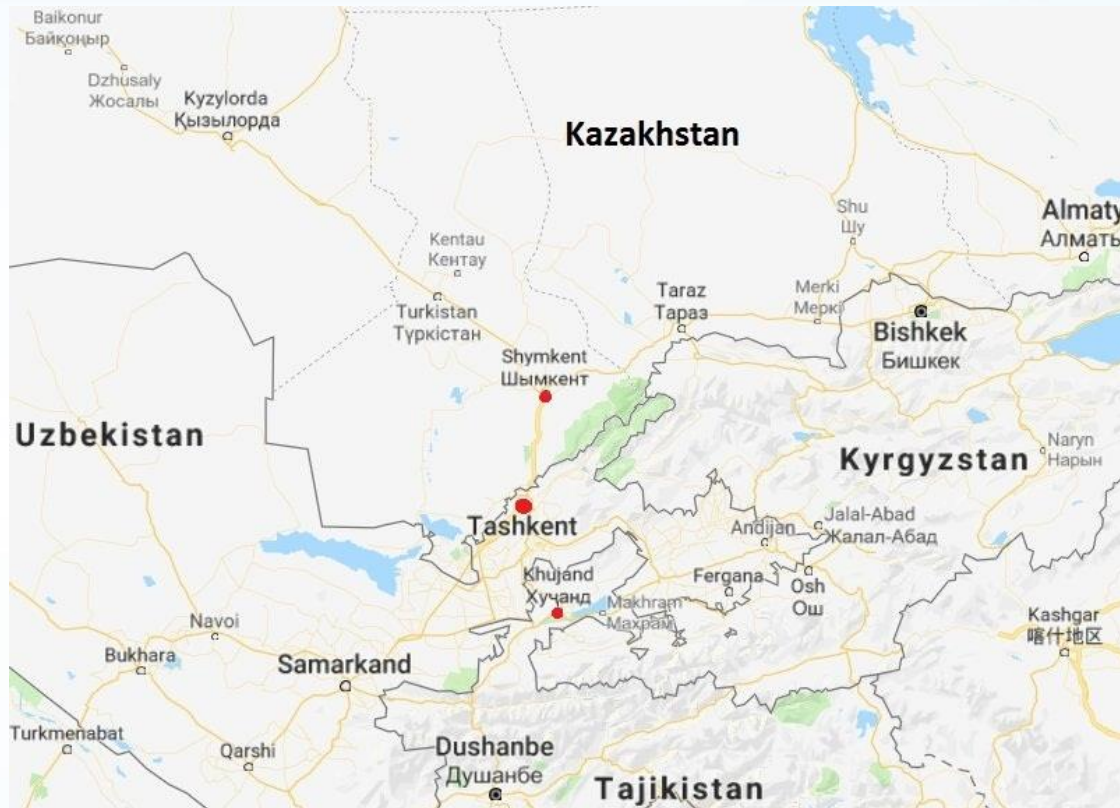 Baikonur
Байқоңыр
Dzhusaly
Жосалы
Kyzylorda
Қызылорда
Kazakhstan
Shu
Шу
Almaty
Алматы
Kentau
Кентау
Turkistan
Түркістан
Taraz
Тараз
Merki
Меркі
Bishkek
Бишкек
Shymkent
Шымкент
Uzbekistan
Kyrgyzstan
Naryn
Нарын
Tashkent
Andijan
Jalal-Abad
Жалал-Абад
Khujand
Хуҷанд
Fergana
Osh
Ош
Makhram
Махрам
Kashgar
喀什地区
Navoi
Bukhara
Samarkand
Turkmenabat
Qarshi
Dushanbe
Душанбе
Tajikistan